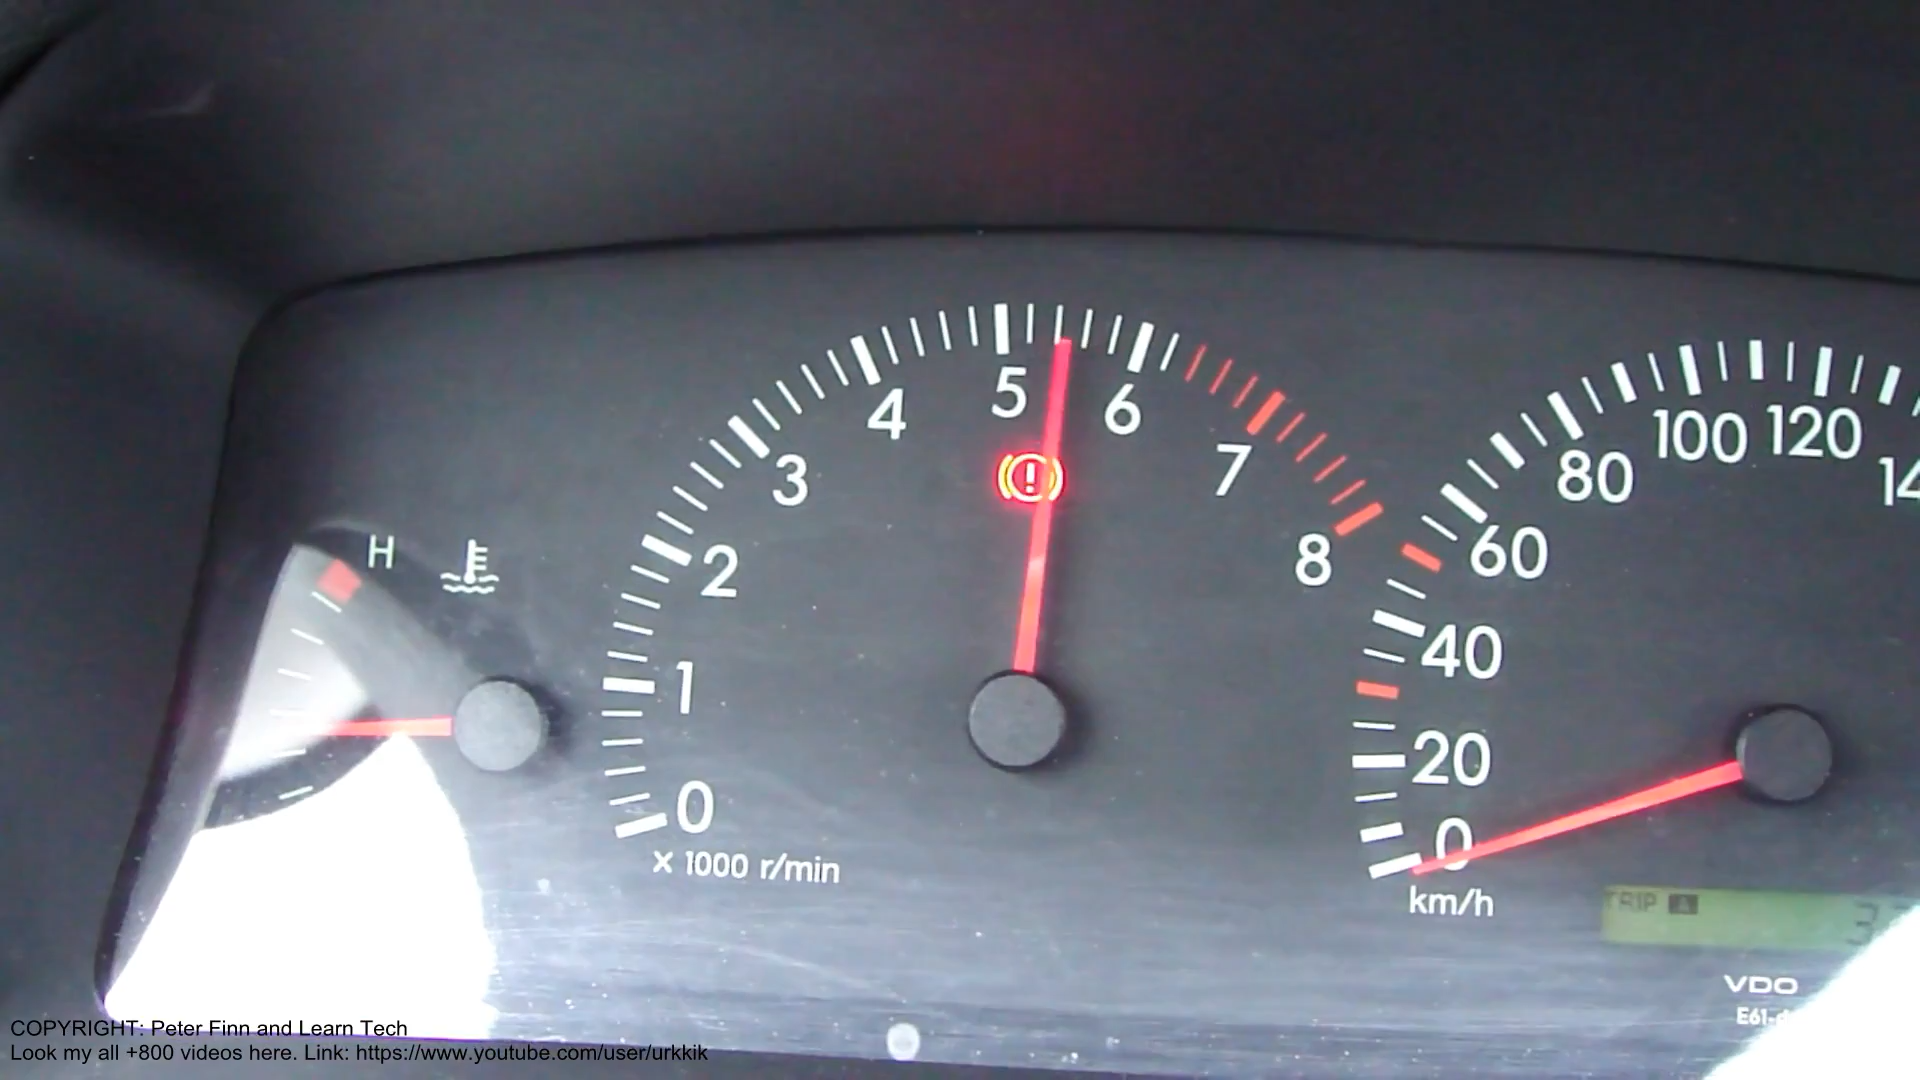 H
0
1
2
3
4
5
6
7
8
x 1000 r/min
0
20
40
60
80
100
120
km/h
TRIP A
VDO
COPYRIGHT: Peter Finn and Learn Tech
Look my all +800 videos here. Link: https://www.youtube.com/user/urkkik